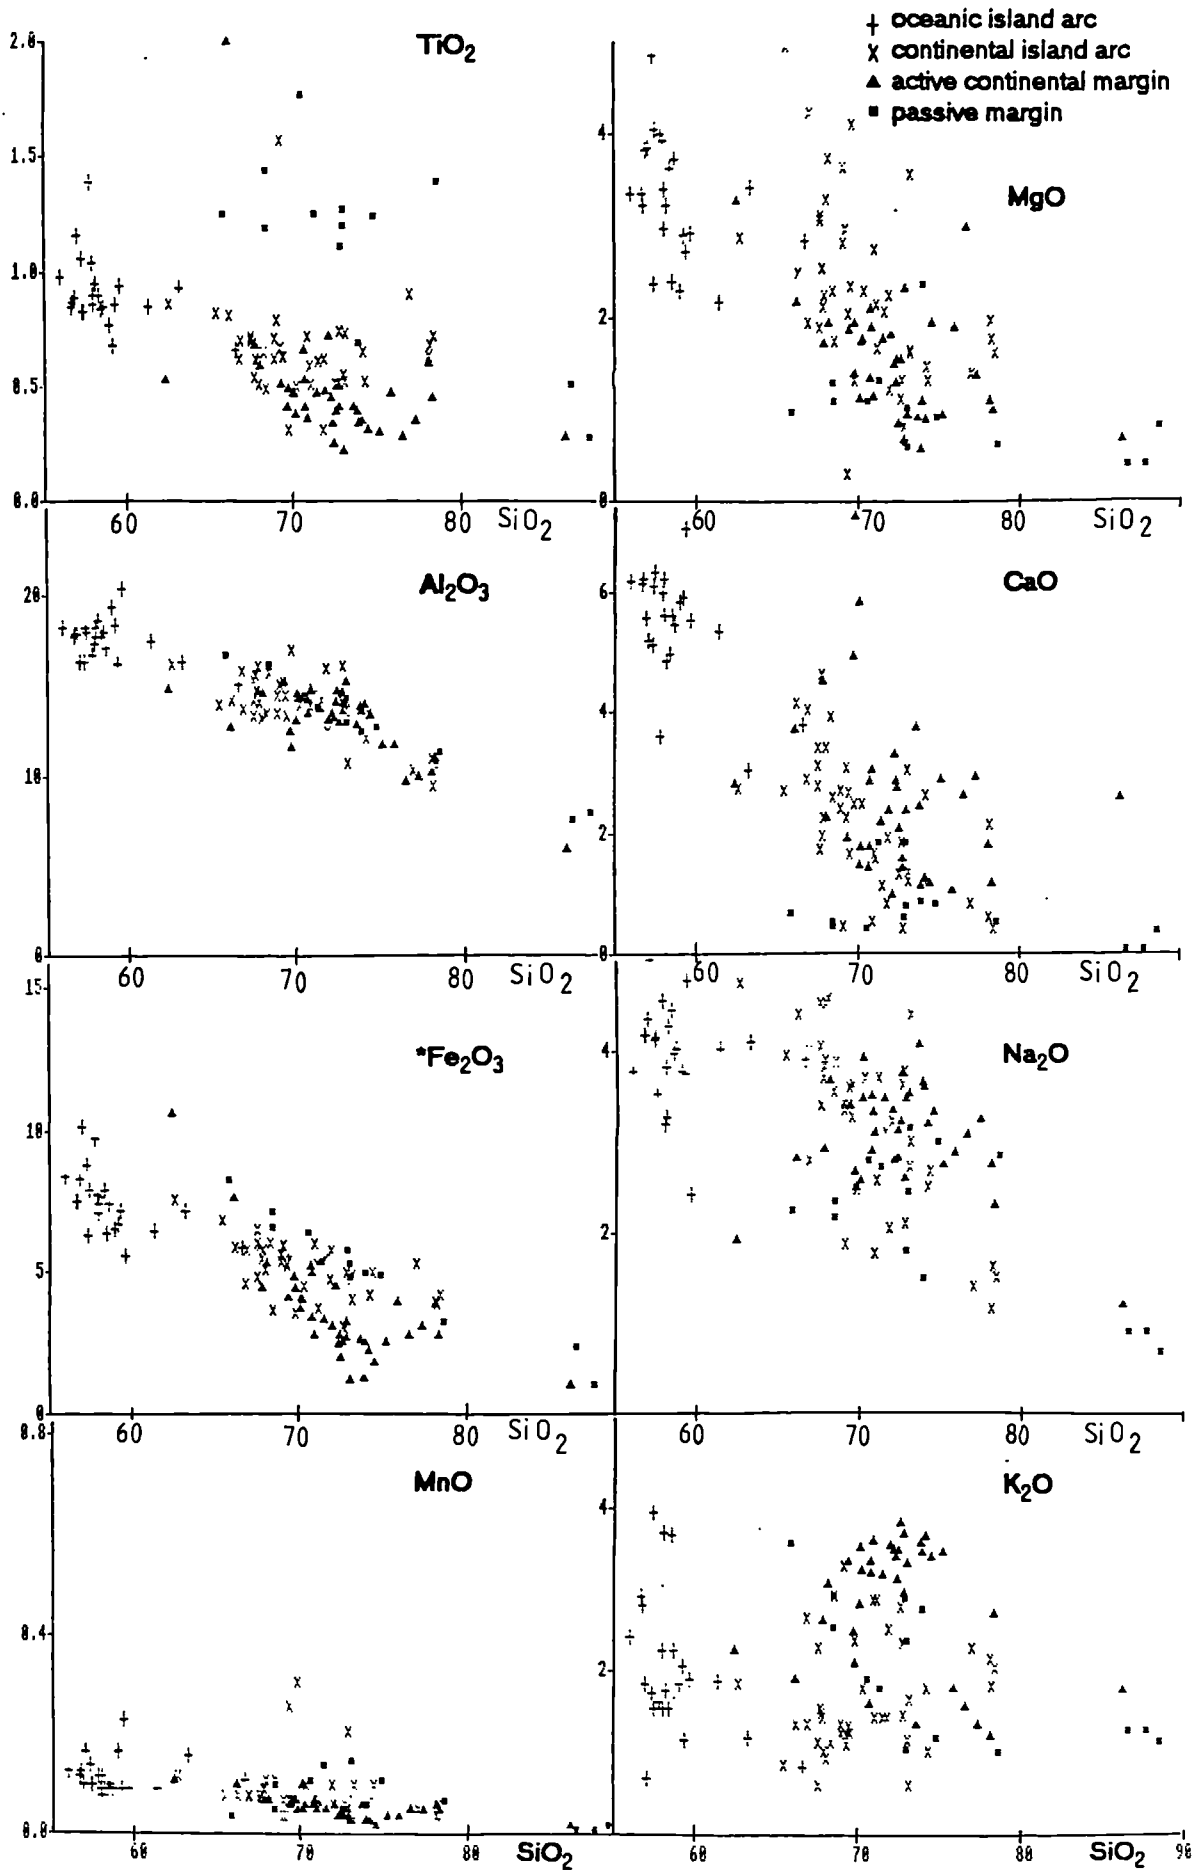 + oceanic island arc
x continental island arc
▲ active continental margin
■ passive margin
TiO₂
2.0
1.5
1.0
0.5
0.0
60 70 80 SiO₂
MgO
4
2
0
60 70 80 SiO₂
Al₂O₃
20
10
0
60 70 80 SiO₂
CaO
6
4
2
0
60 70 80 SiO₂
*Fe₂O₃
15
10
5
0
60 70 80 SiO₂
Na₂O
4
2
60 70 80 SiO₂
MnO
0.8
0.4
0.0
60 70 80 SiO₂
K₂O
4
2
60 70 80 SiO₂ 90